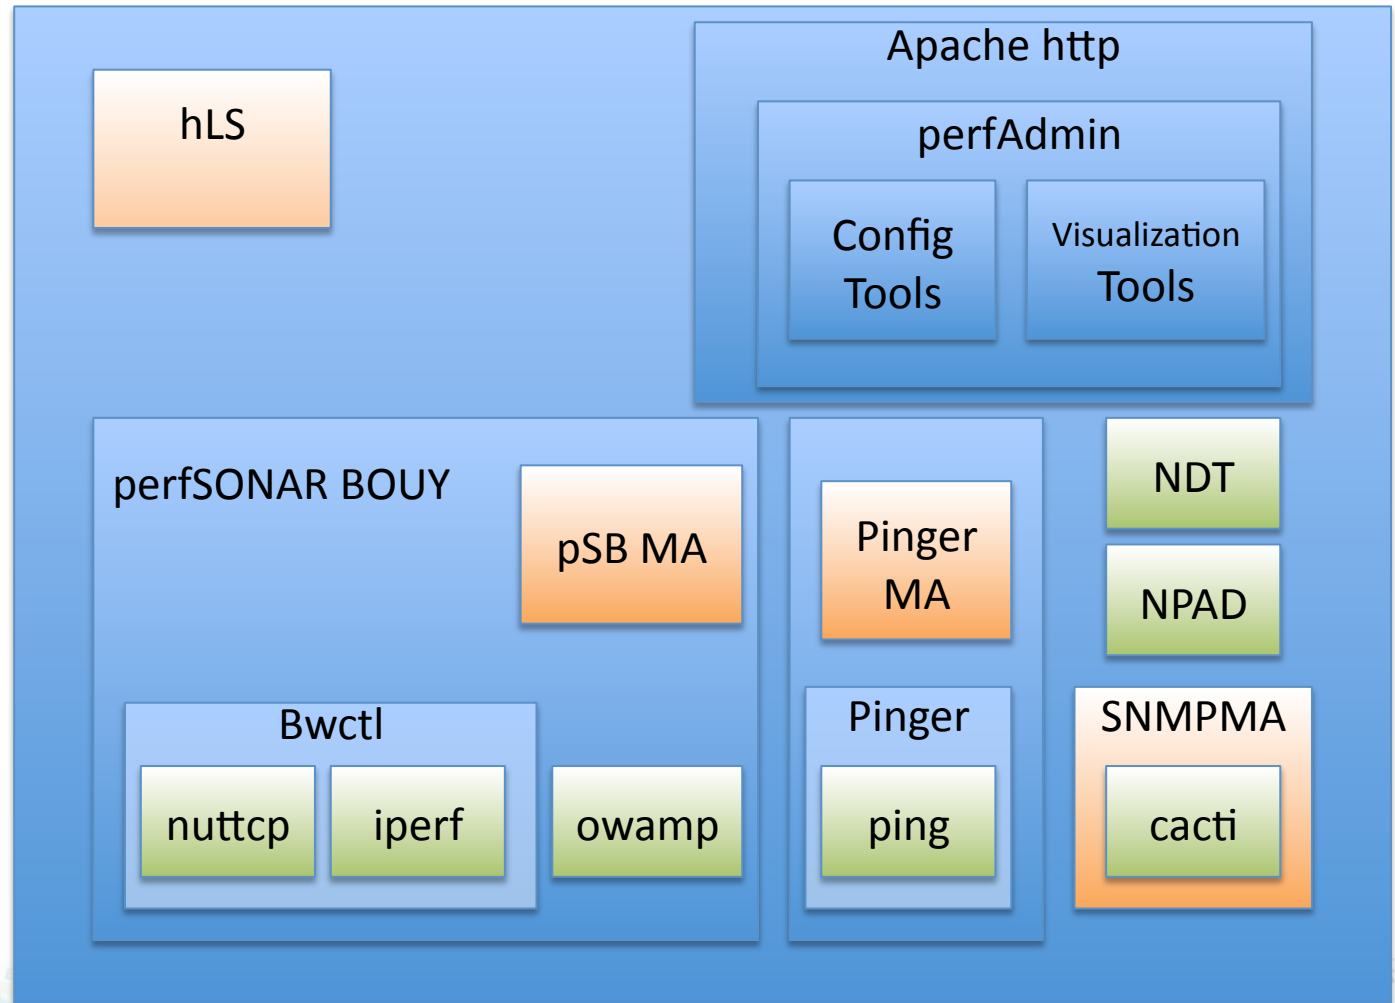 Apache http
hLS
perfAdmin
Config
Tools
Visualization
Tools
perfSONAR BOUY
pSB MA
Pinger
MA
NDT
NPAD
Bwctl
nuttcp
iperf
owamp
Pinger
ping
SNMPMA
cacti